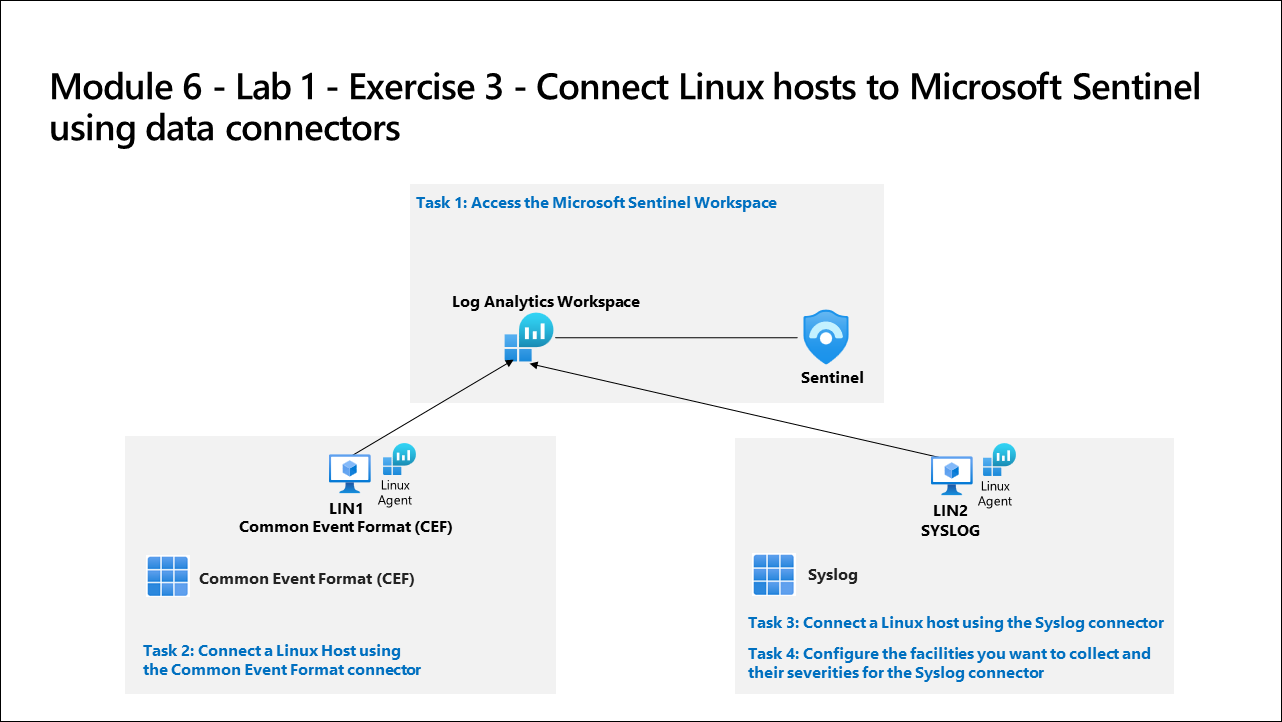 Module 6 - Lab 1 - Exercise 3 - Connect Linux hosts to Microsoft Sentinel
using data connectors
Task 1: Access the Microsoft Sentinel Workspace
Log Analytics Workspace
Sentinel
Linux
Agent
LIN1
Common Event Format (CEF)
Common Event Format (CEF)
Task 2: Connect a Linux Host using
the Common Event Format connector
Linux
Agent
LIN2
SYSLOG
Syslog
Task 3: Connect a Linux host using the Syslog connector
Task 4: Configure the facilities you want to collect and
their severities for the Syslog connector